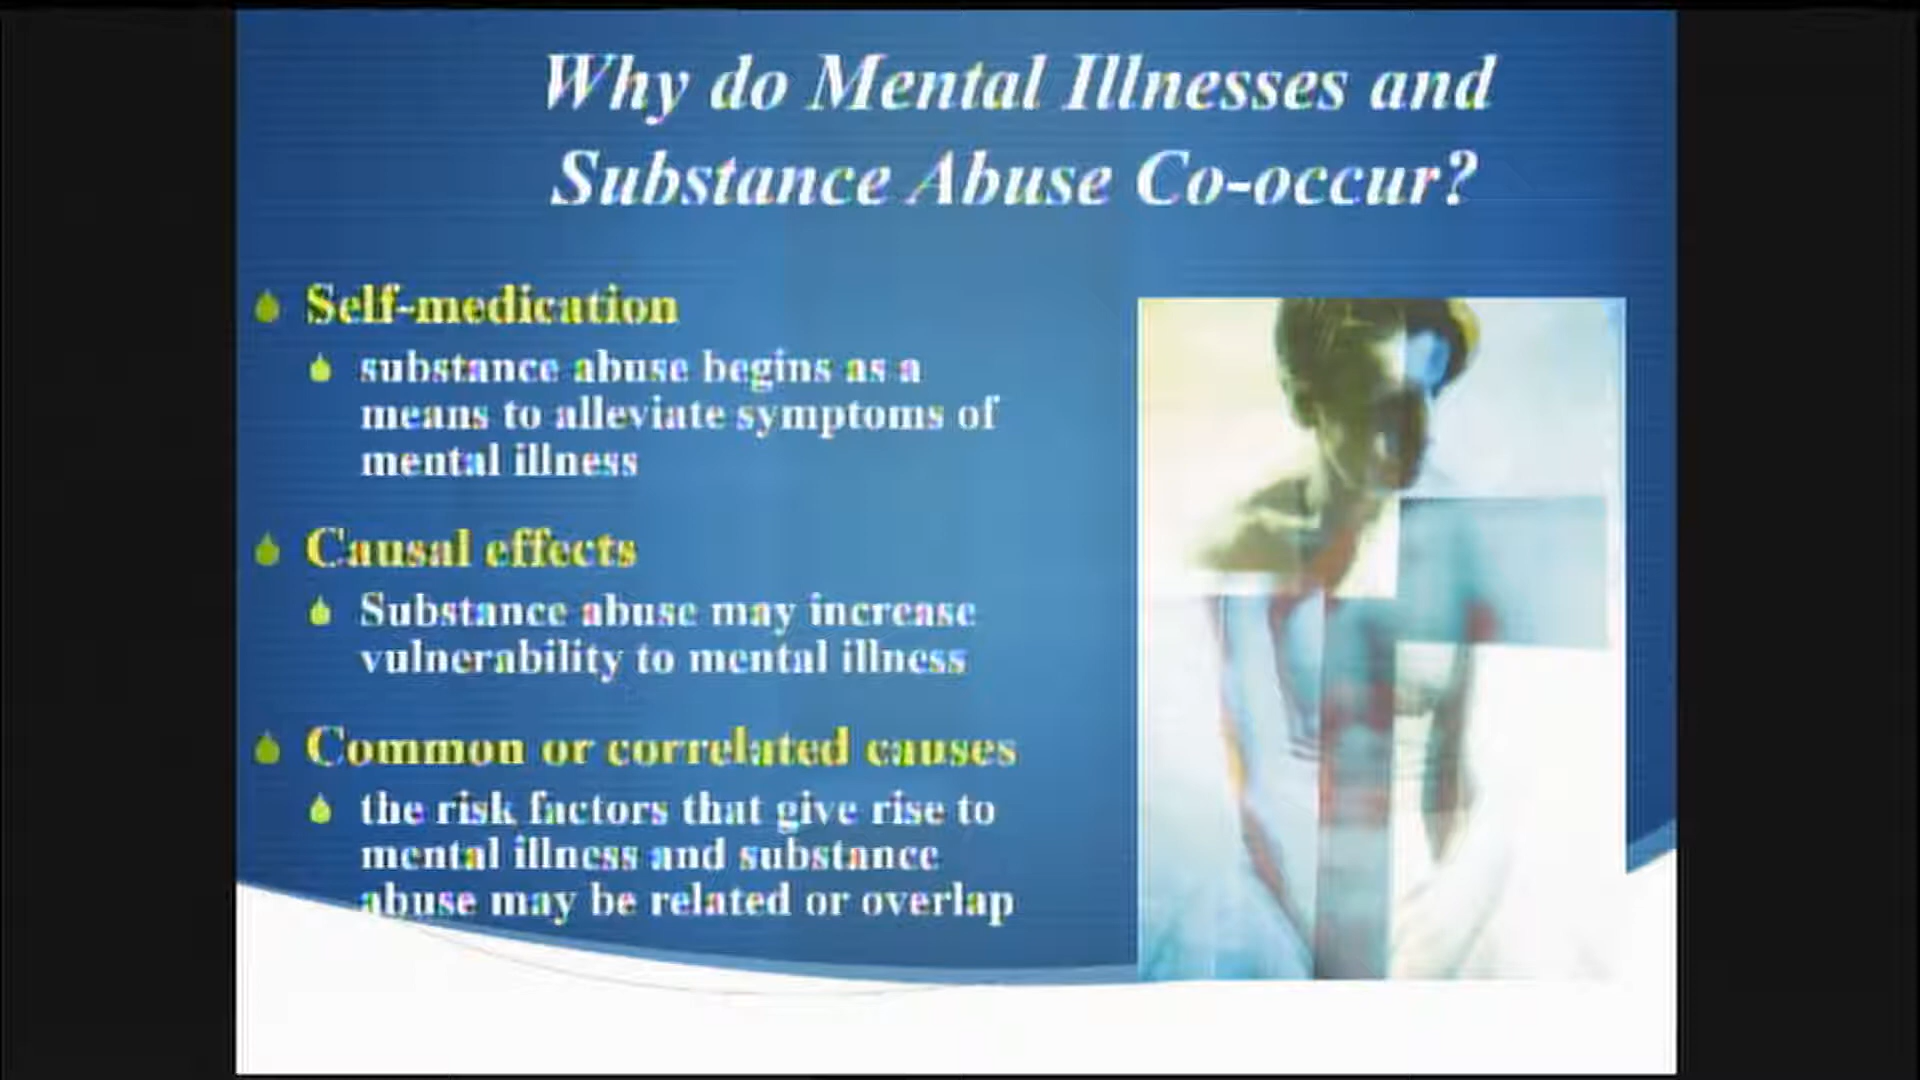 Why do Mental Illnesses and
Substance Abuse Co-occur?
Self-medication
substance abuse begins as a
means to alleviate symptoms of
mental illness
Causal effects
Substance abuse may increase
vulnerability to mental illness
Common or correlated causes
the risk factors that give rise to
mental illness and substance
abuse may be related or overlap